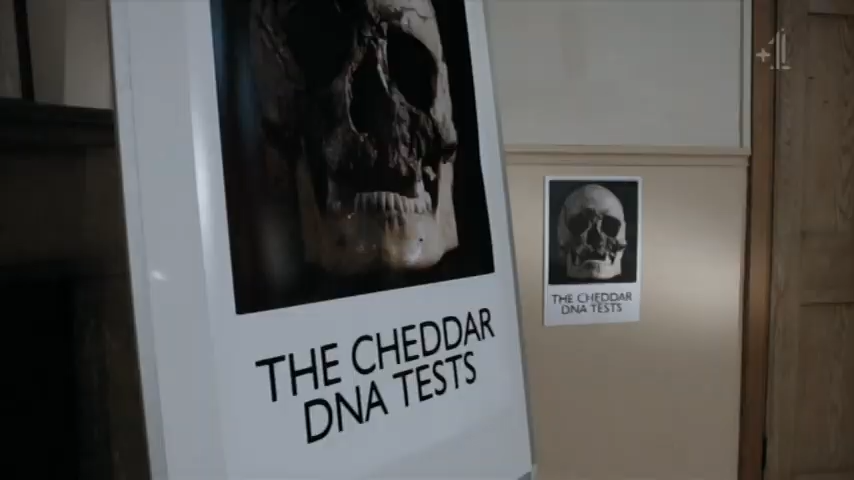 THE CHEDDAR
DNA TESTS
THE CHEDDAR
DNA TESTS
+1